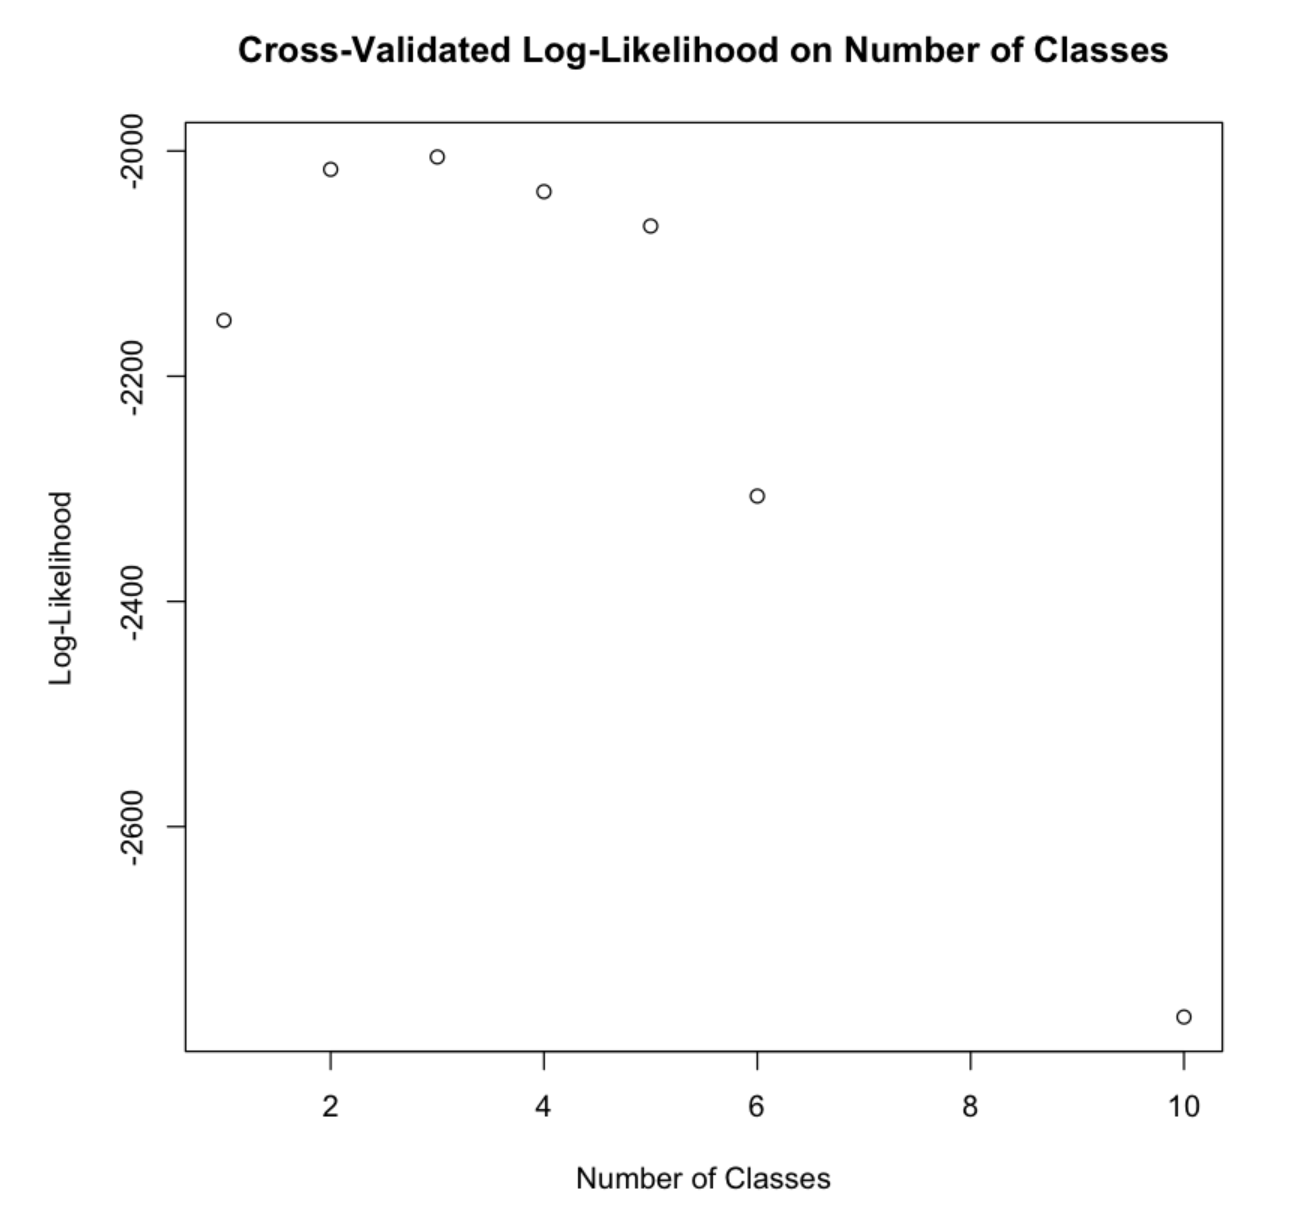 Cross-Validated Log-Likelihood on Number of Classes
-2000
-2200
-2400
-2600
Log-Likelihood
2 4 6 8 10
Number of Classes